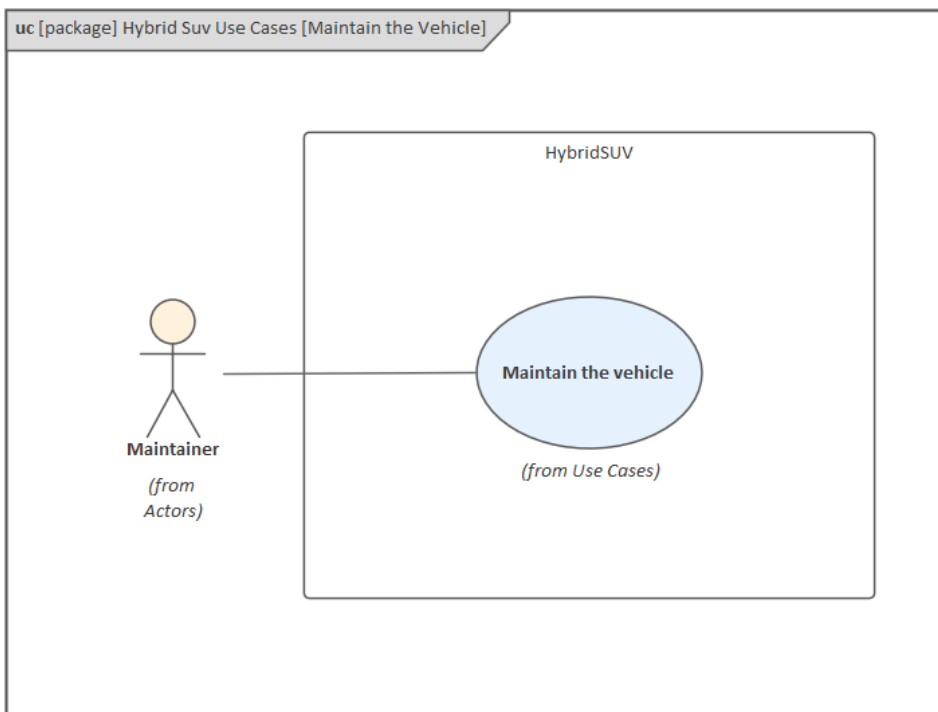 uc [package] Hybrid Suv Use Cases [Maintain the Vehicle]
HybridSUV
Maintain the vehicle
(from Use Cases)
Maintainer
(from
Actors)